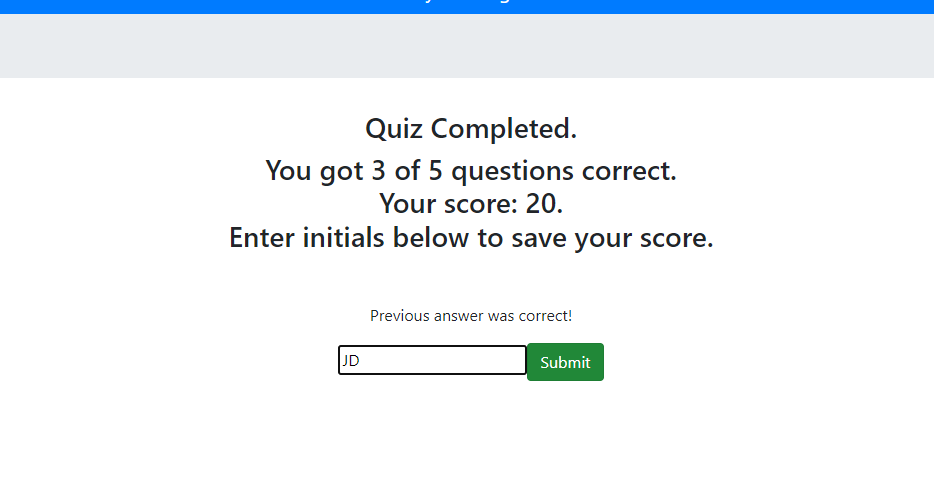 Quiz Completed.
You got 3 of 5 questions correct.
Your score: 20.
Enter initials below to save your score.
Previous answer was correct!
JD
Submit